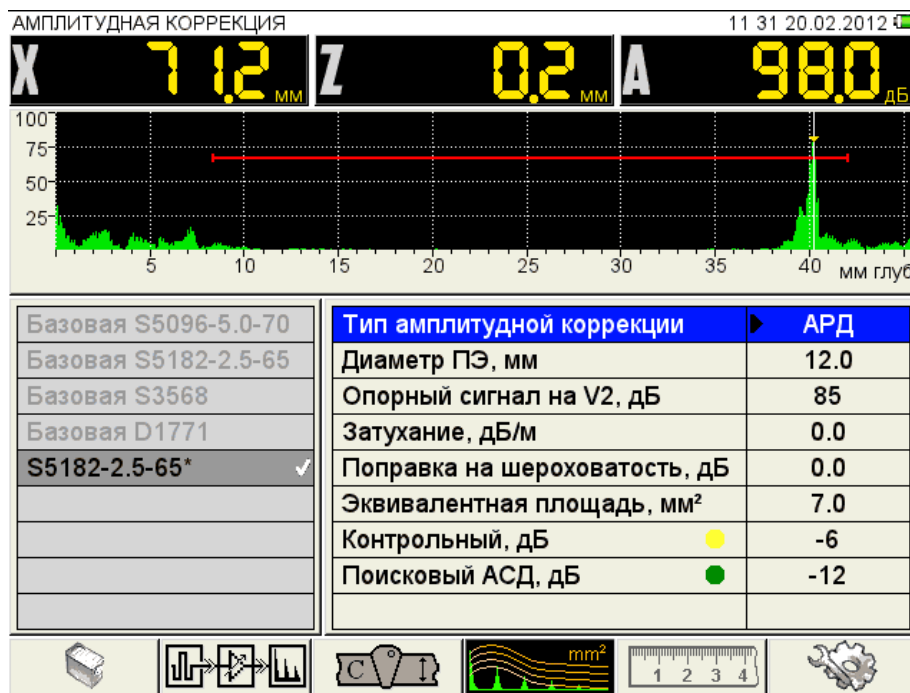 АМПЛИТУДНАЯ КОРРЕКЦИЯ 11 31 20.02.2012
X 71.2 мм Z 0.2 мм A 98.0 дБ
100
75
50
25
5 10 15 20 25 30 35 40 мм глуб
Базовая S5096-5.0-70
Базовая S5182-2.5-65
Базовая S3568
Базовая D1771
S5182-2.5-65*
Тип амплитудной коррекции АРД
Диаметр ПЭ, мм 12.0
Опорный сигнал на V2, дБ 85
Затухание, дБ/м 0.0
Поправка на шероховатость, дБ 0.0
Эквивалентная площадь, мм² 7.0
Контрольный, дБ -6
Поисковый АСД, дБ -12
C I
mm²
1 2 3 4